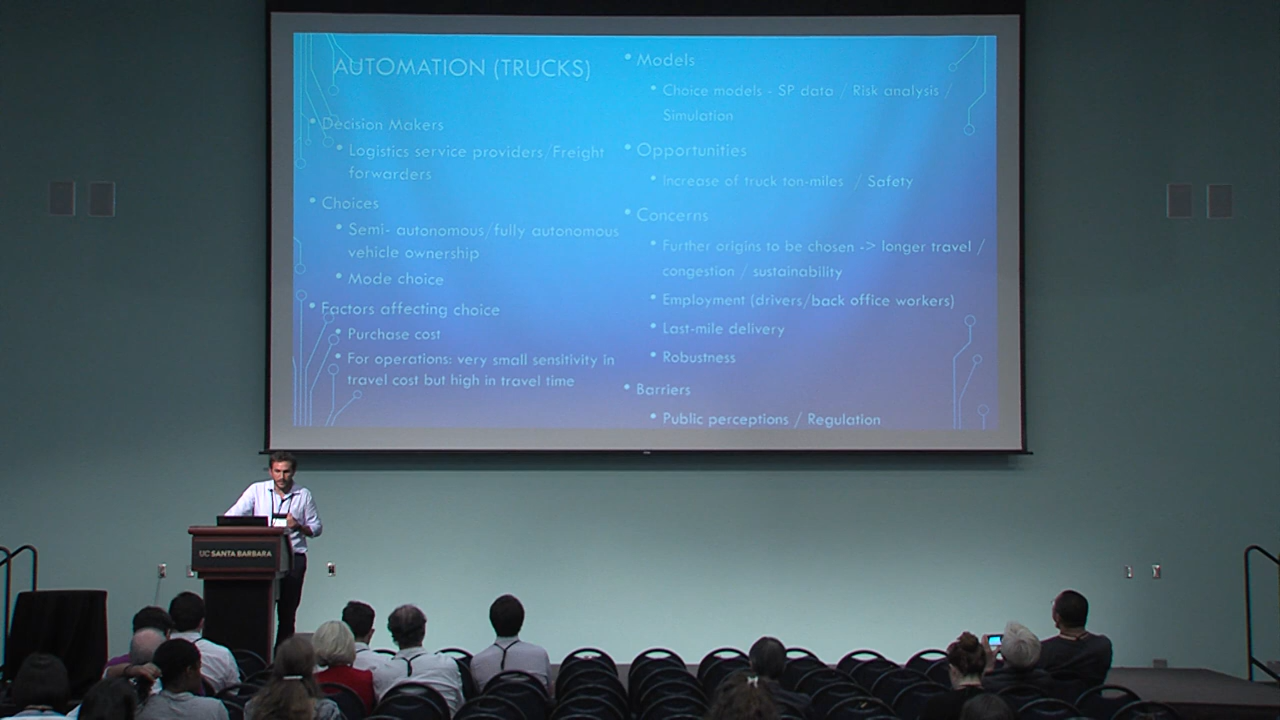 AUTOMATION (TRUCKS)
• Decision Makers
• Logistics service providers/Freight
forwarders
• Choices
• Semi- autonomous/fully autonomous
vehicle ownership
• Mode choice
• Factors affecting choice
• Purchase cost
• For operations: very small sensitivity in
travel cost but high in travel time
• Models
• Choice models - SP data / Risk analysis /
Simulation
• Opportunities
• Increase of truck ton-miles / Safety
• Concerns
• Further origins to be chosen -> longer travel /
congestion / sustainability
• Employment (drivers/back office workers)
• Last-mile delivery
• Robustness
• Barriers
• Public perceptions / Regulation
UC SANTA BARBARA